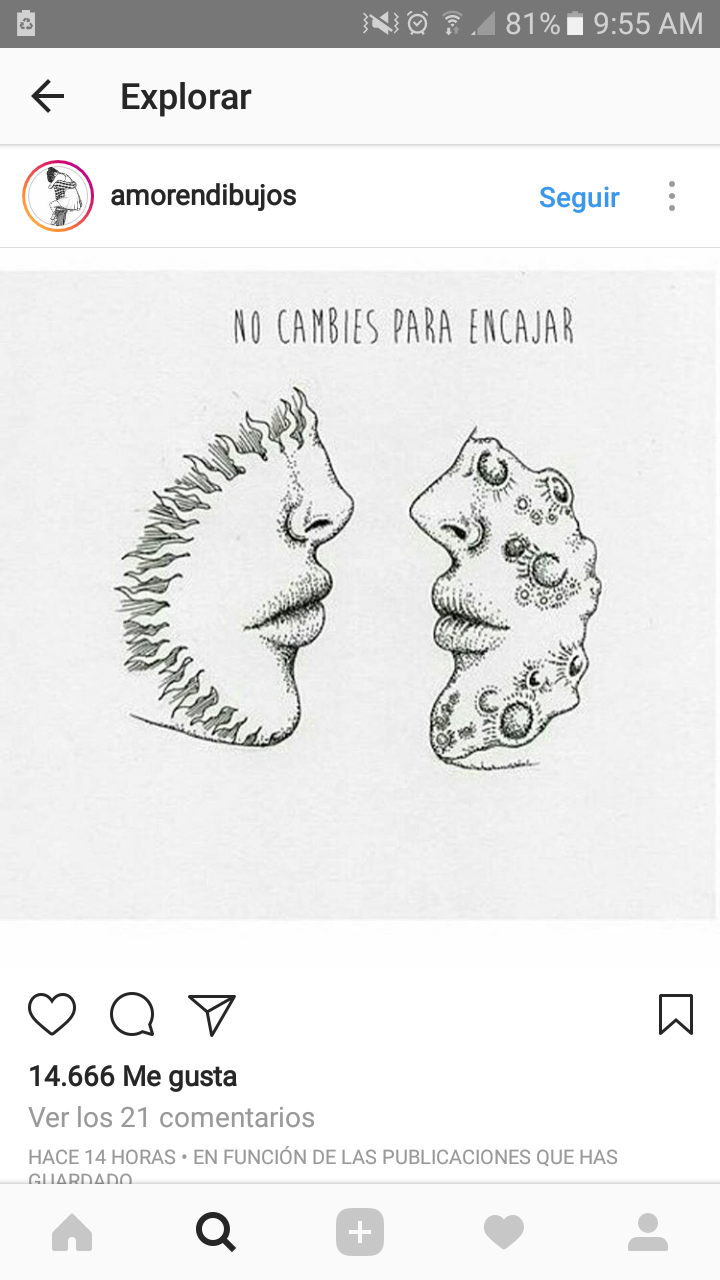 81% 9:55 AM
Explorar
amorendibujos
Seguir
NO CAMBIES PARA ENCAJAR
14.666 Me gusta
Ver los 21 comentarios
HACE 14 HORAS • EN FUNCIÓN DE LAS PUBLICACIONES QUE HAS
GUARDADO